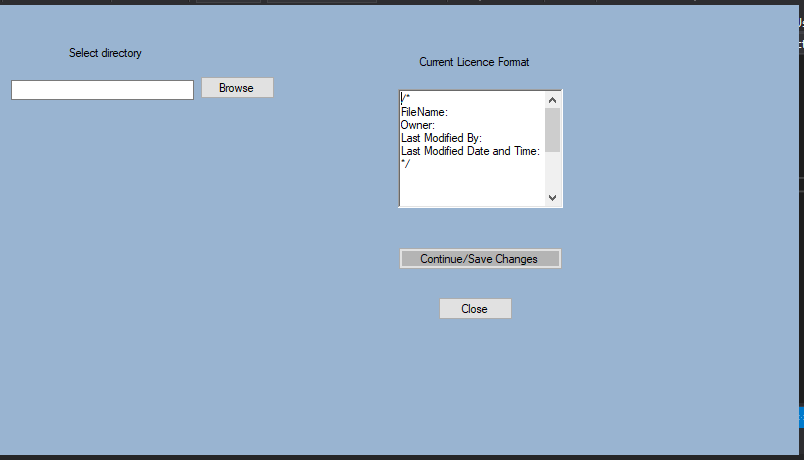 Select directory
Browse
Current Licence Format
/*
FileName:
Owner:
Last Modified By:
Last Modified Date and Time:
*/
Continue/Save Changes
Close